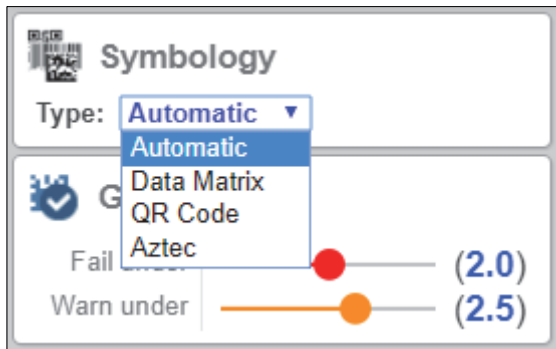 Symbology
Type: Automatic ▼
Automatic
Data Matrix
QR Code
Aztec
Fail under (2.0)
Warn under (2.5)